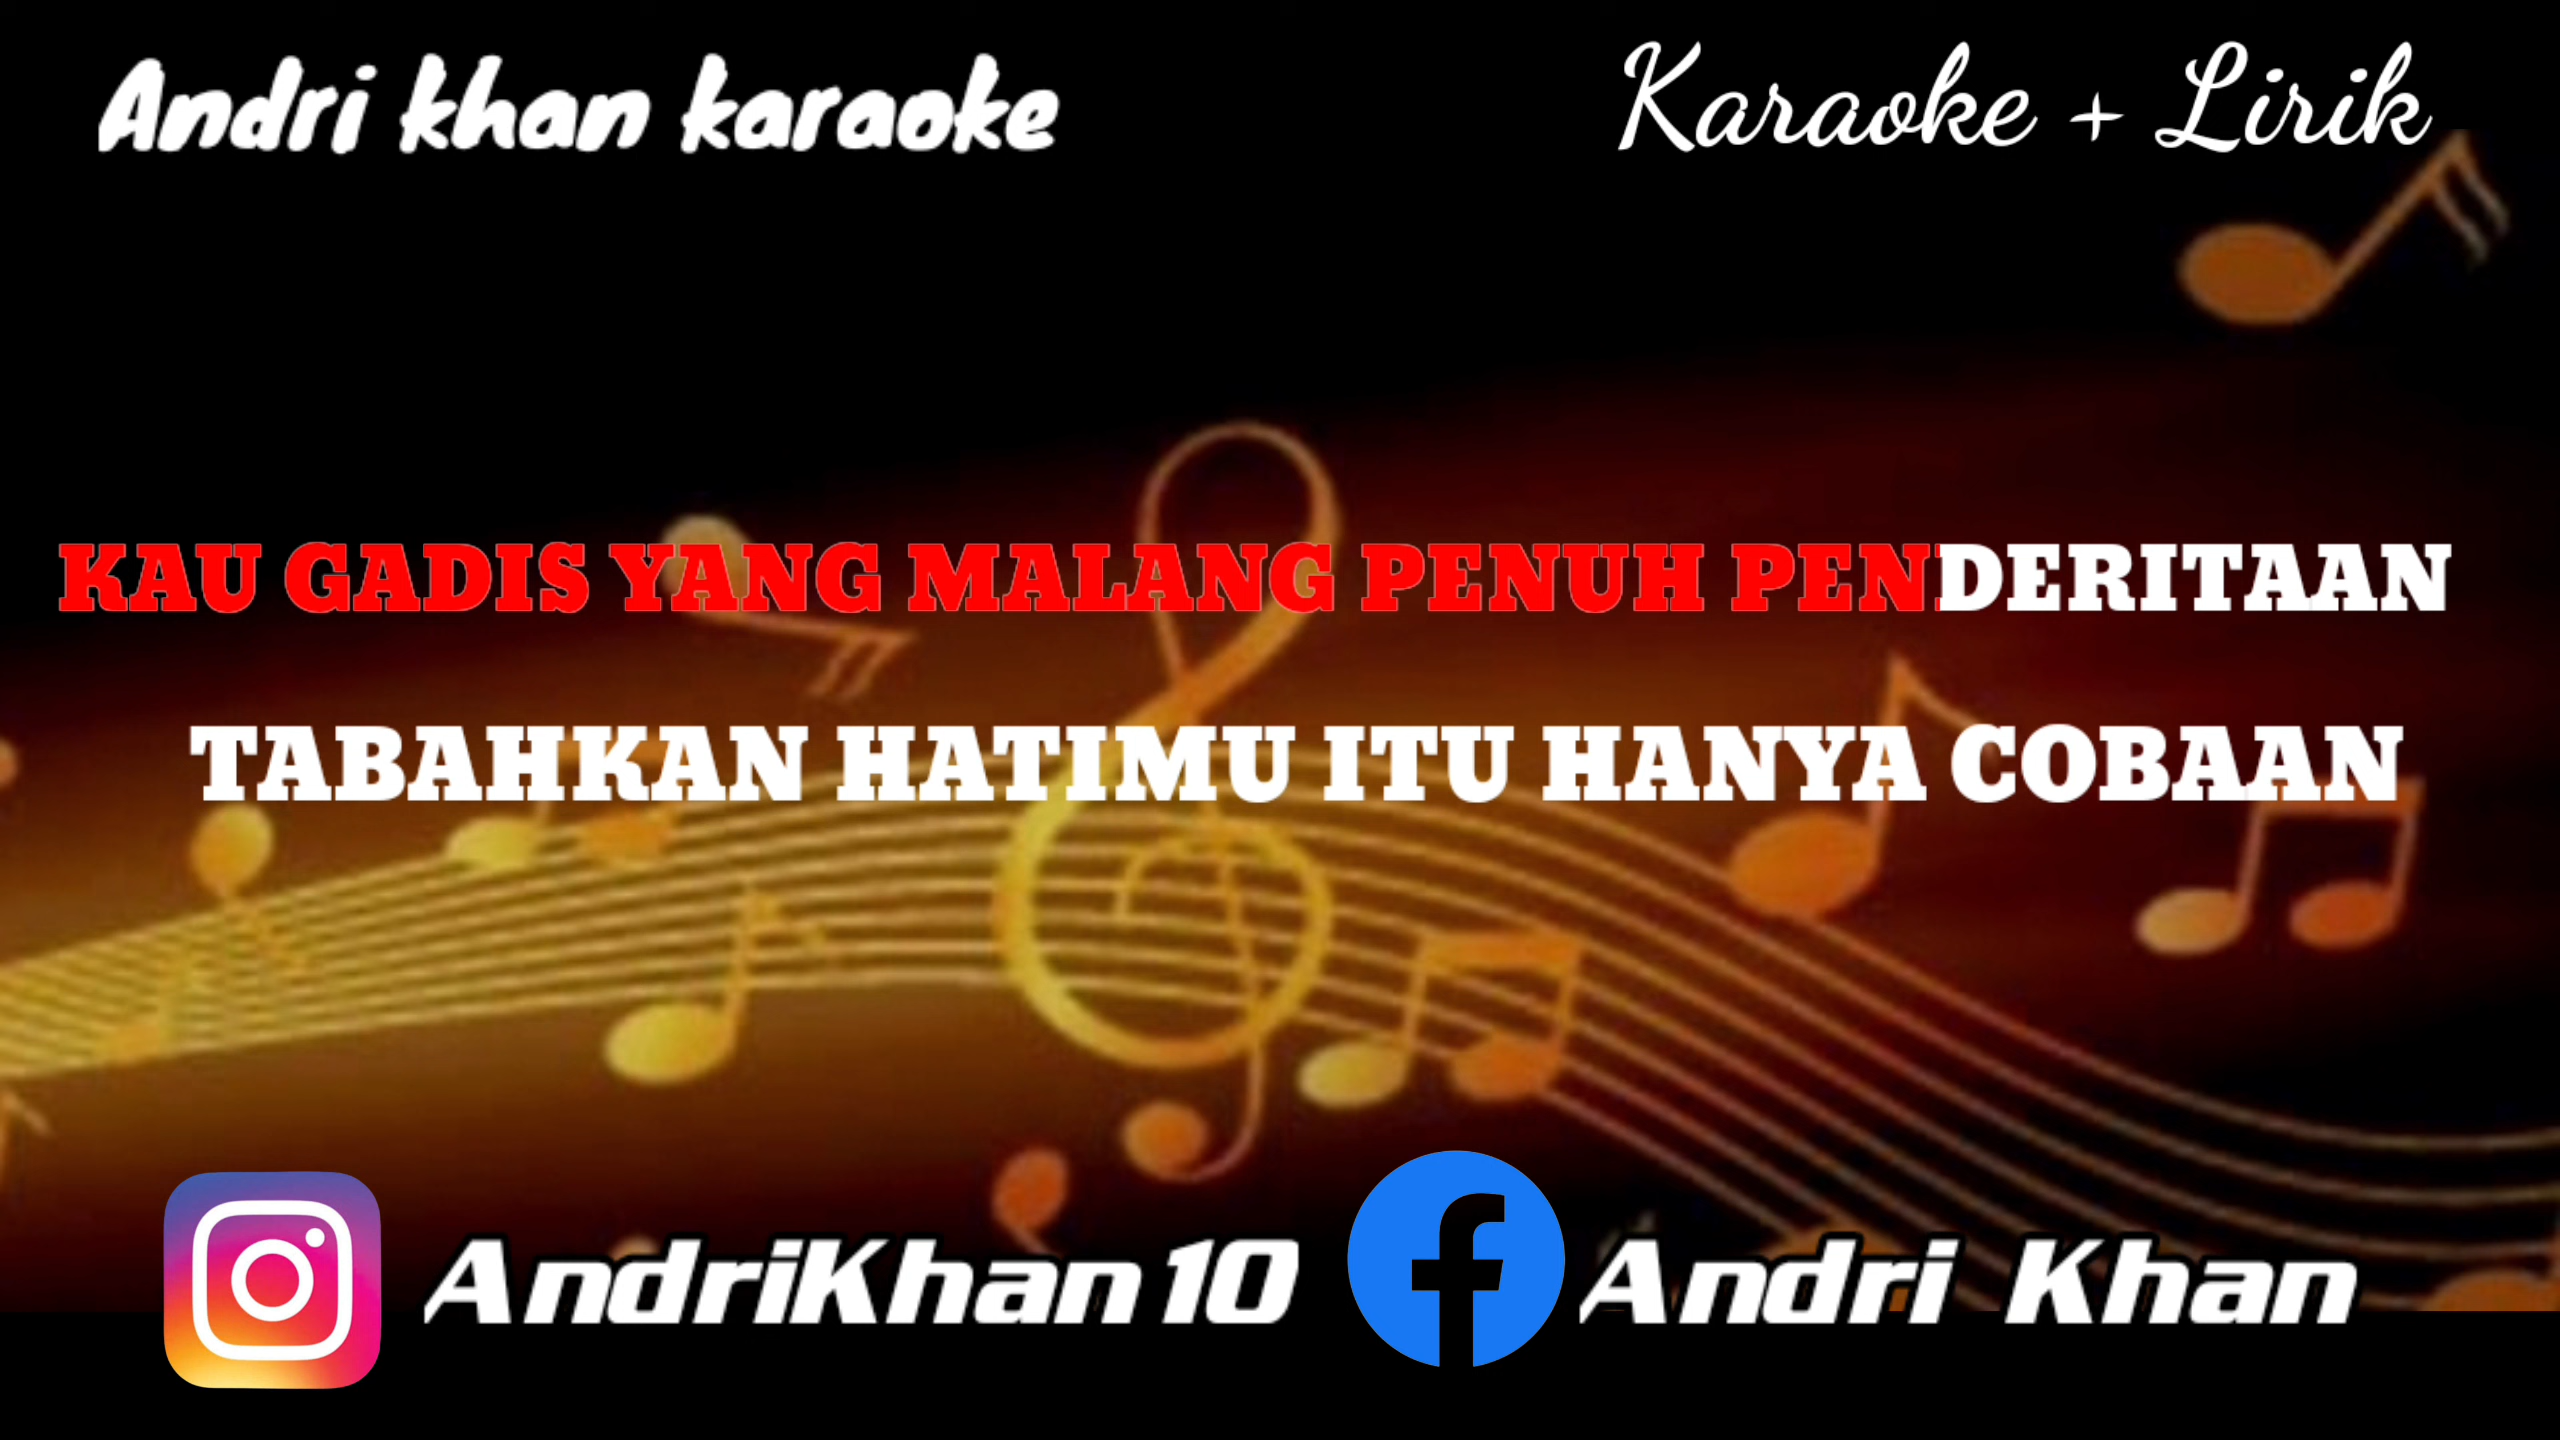 Andri khan karaoke
Karaoke + Lirik
KAU GADIS YANG MALANG PENUH PENDERITAAN
TABAHKAN HATIMU ITU HANYA COBAAN
AndriKhan10
Andri Khan